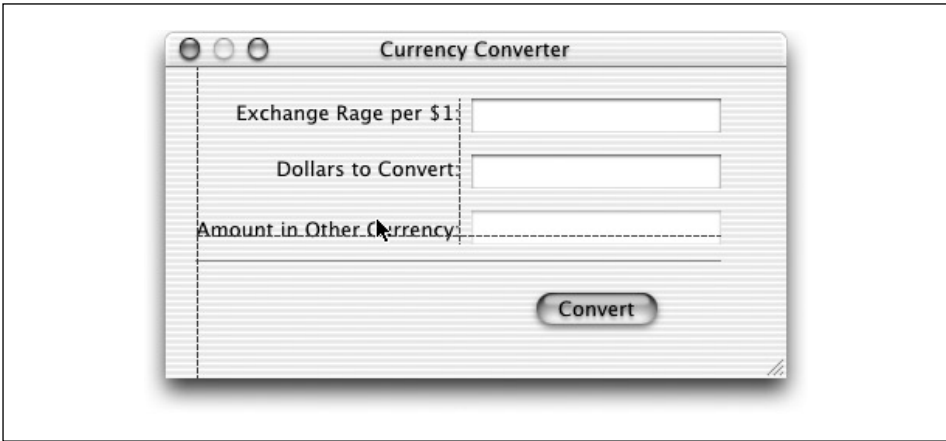 Currency Converter
Exchange Rage per $1:
Dollars to Convert:
Amount in Other Currency:
Convert